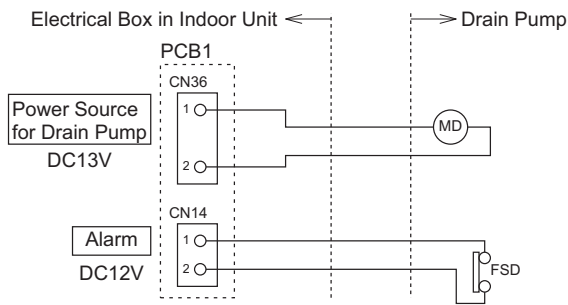 Electrical Box in Indoor Unit
Drain Pump
PCB1
CN36
Power Source
for Drain Pump
DC13V
1
2
MD
CN14
Alarm
DC12V
1
2
FSD